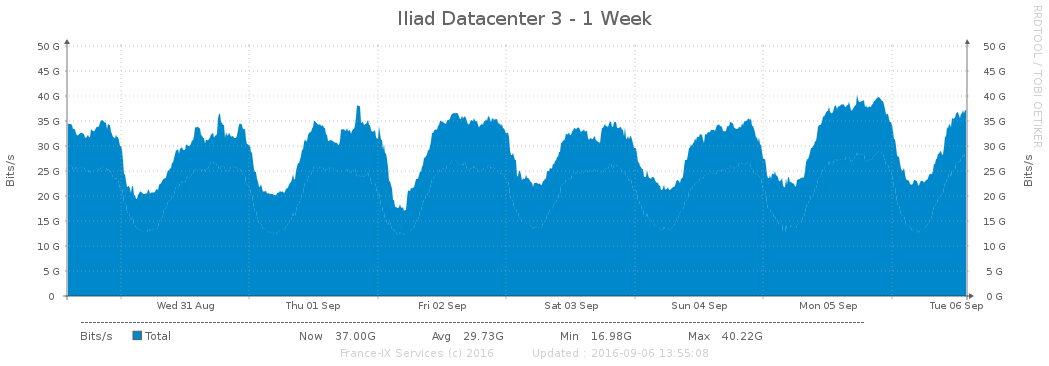 Iliad Datacenter 3 - 1 Week
RRDTOOL / TOBI OETIKER
50 G 50 G
45 G 45 G
40 G 40 G
35 G 35 G
30 G 30 G
25 G 25 G
20 G 20 G
15 G 15 G
10 G 10 G
5 G 5 G
0 0 G
Bits/s
Bits/s
Wed 31 Aug Thu 01 Sep Fri 02 Sep Sat 03 Sep Sun 04 Sep Mon 05 Sep Tue 06 Sep
Bits/s Total Now 37.00G Avg 29.73G Min 16.98G Max 40.22G
France-IX Services (c) 2016 Updated : 2016-09-06 13:55:08